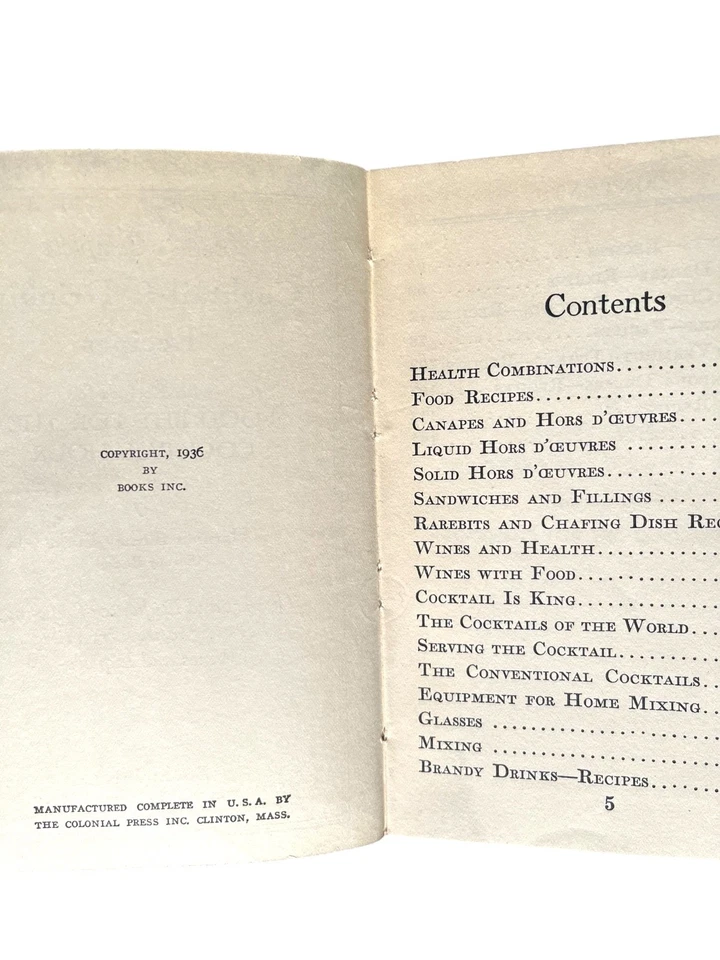 COPYRIGHT, 1936
BY
BOOKS INC.
MANUFACTURED COMPLETE IN U.S.A. BY
THE COLONIAL PRESS INC. CLINTON, MASS.
Contents
HEALTH COMBINATIONS..........
FOOD RECIPES..................
CANAPES AND HORS D'ŒUVRES....
LIQUID HORS D'ŒUVRES ..........
SOLID HORS D'ŒUVRES...........
SANDWICHES AND FILLINGS ......
RAREBITS AND CHAFING DISH REC
WINES AND HEALTH............
WINES WITH FOOD..............
COCKTAIL IS KING..............
THE COCKTAILS OF THE WORLD...
SERVING THE COCKTAIL..........
THE CONVENTIONAL COCKTAILS..
EQUIPMENT FOR HOME MIXING..
GLASSES ......................
MIXING ......................
BRANDY DRINKS—RECIPES.......
5